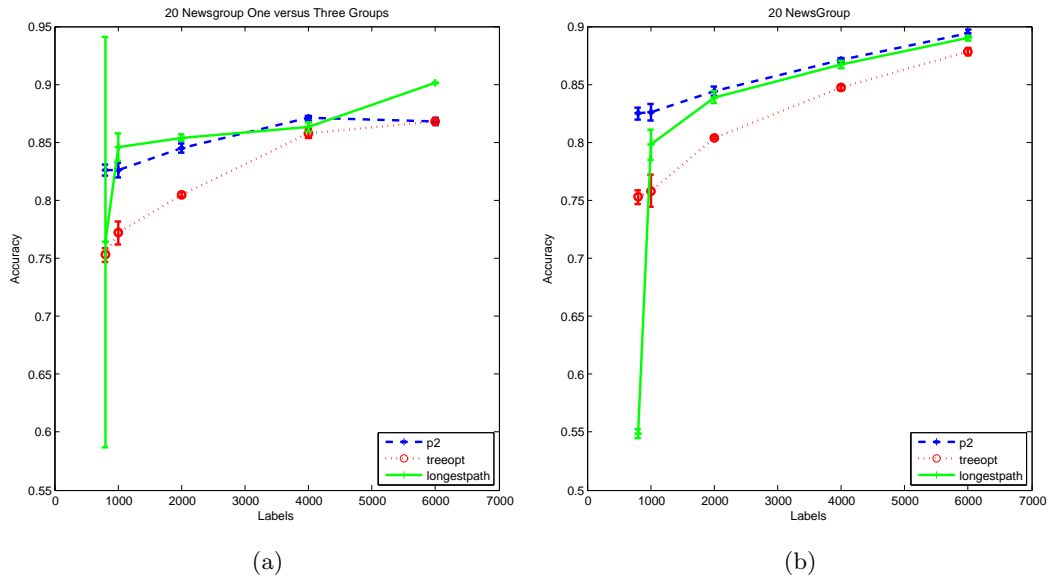 20 Newsgroup One versus Three Groups
0.95
0.9
0.85
0.8
0.75
0.7
0.65
0.6
0.55
Accuracy
0 1000 2000 3000 4000 5000 6000 7000
Labels
p2
treeopt
longestpath
(a)
20 NewsGroup
0.9
0.85
0.8
0.75
0.7
0.65
0.6
0.55
0.5
Accuracy
0 1000 2000 3000 4000 5000 6000 7000
Labels
p2
treeopt
longestpath
(b)